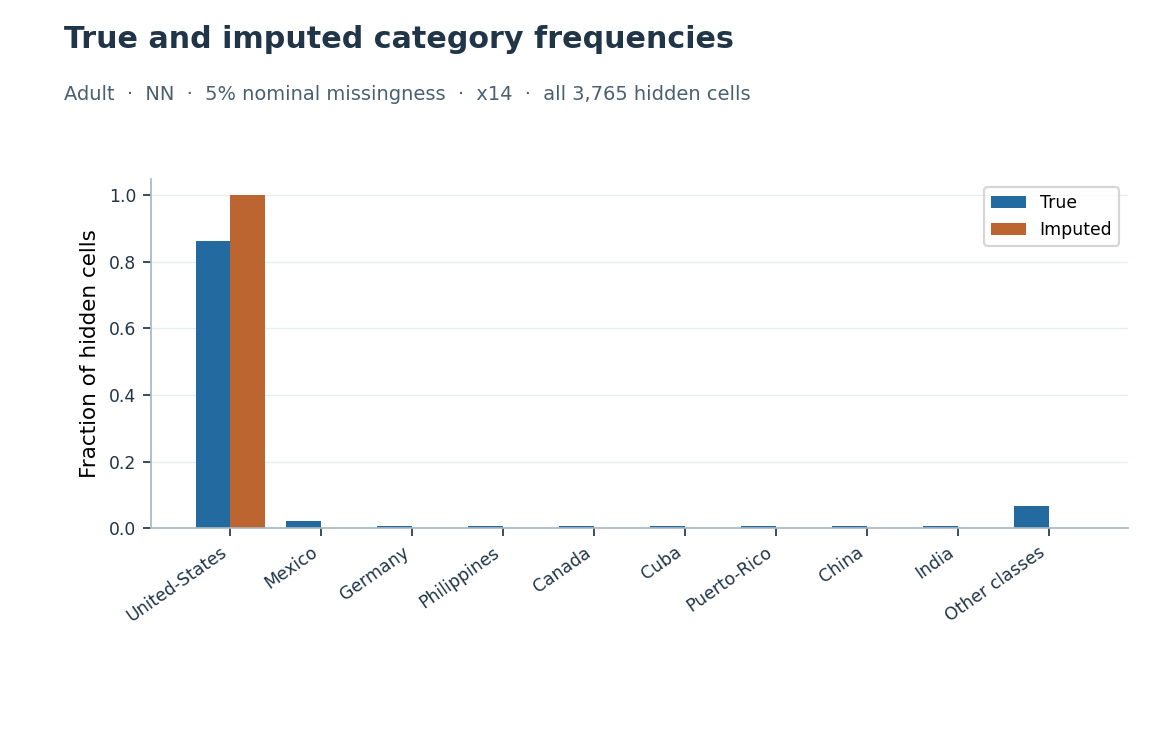 True and imputed category frequencies
Adult · NN · 5% nominal missingness · x14 · all 3,765 hidden cells
True
Imputed
Fraction of hidden cells
1.0
0.8
0.6
0.4
0.2
0.0
United-States
Mexico
Germany
Philippines
Canada
Cuba
Puerto-Rico
China
India
Other classes